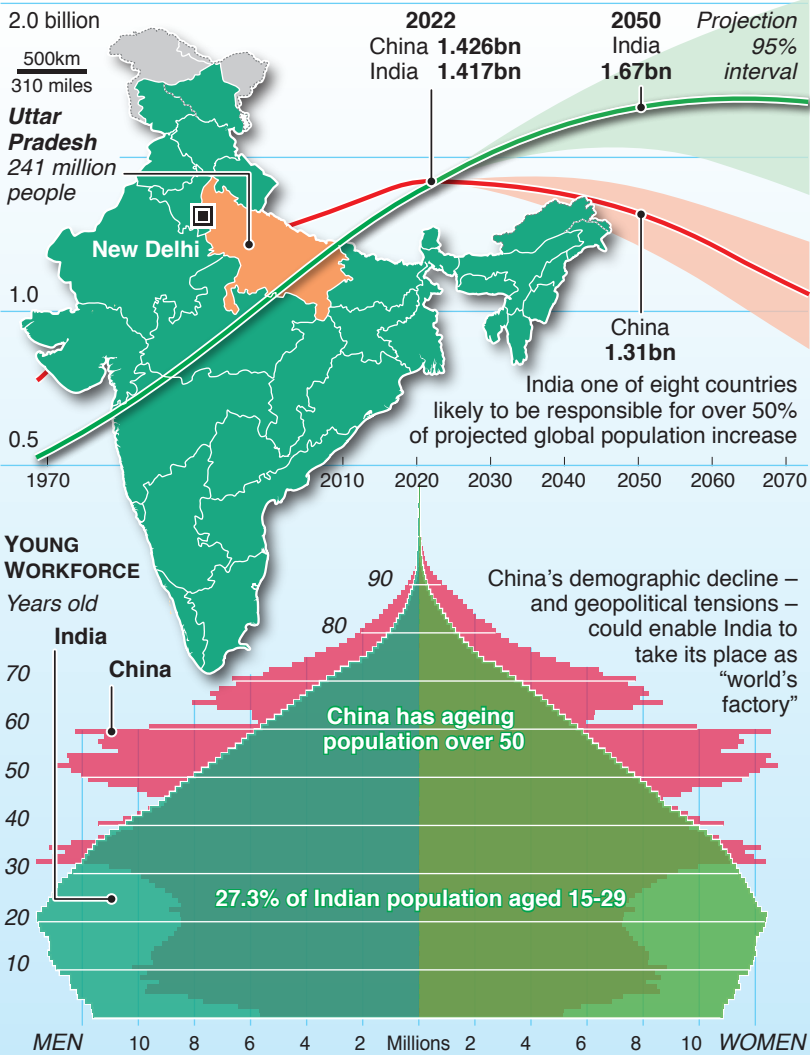 2.0 billion
500km
310 miles
Uttar
Pradesh
241 million
people
New Delhi
2022
China 1.426bn
India 1.417bn
2050
India
1.67bn
Projection
95%
interval
1.0
China
1.31bn
India one of eight countries
likely to be responsible for over 50%
of projected global population increase
0.5
1970
2010
2020
2030
2040
2050
2060
2070
YOUNG
WORKFORCE
Years old
India
China
China's demographic decline –
and geopolitical tensions –
could enable India to
take its place as
“world's
factory”
90
80
70
60
50
40
30
20
10
China has ageing
population over 50
27.3% of Indian population aged 15-29
MEN 10 8 6 4 2 Millions 2 4 6 8 10 WOMEN